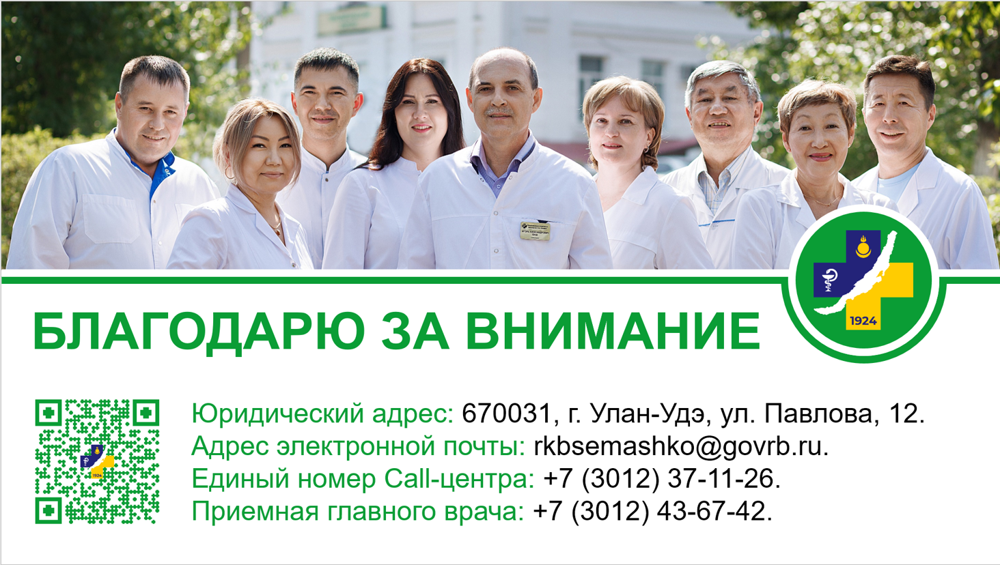 БЛАГОДАРЮ ЗА ВНИМАНИЕ
1924
1924
Юридический адрес: 670031, г. Улан-Удэ, ул. Павлова, 12.
Адрес электронной почты: rkbsemashko@govrb.ru.
Единый номер Call-центра: +7 (3012) 37-11-26.
Приемная главного врача: +7 (3012) 43-67-42.